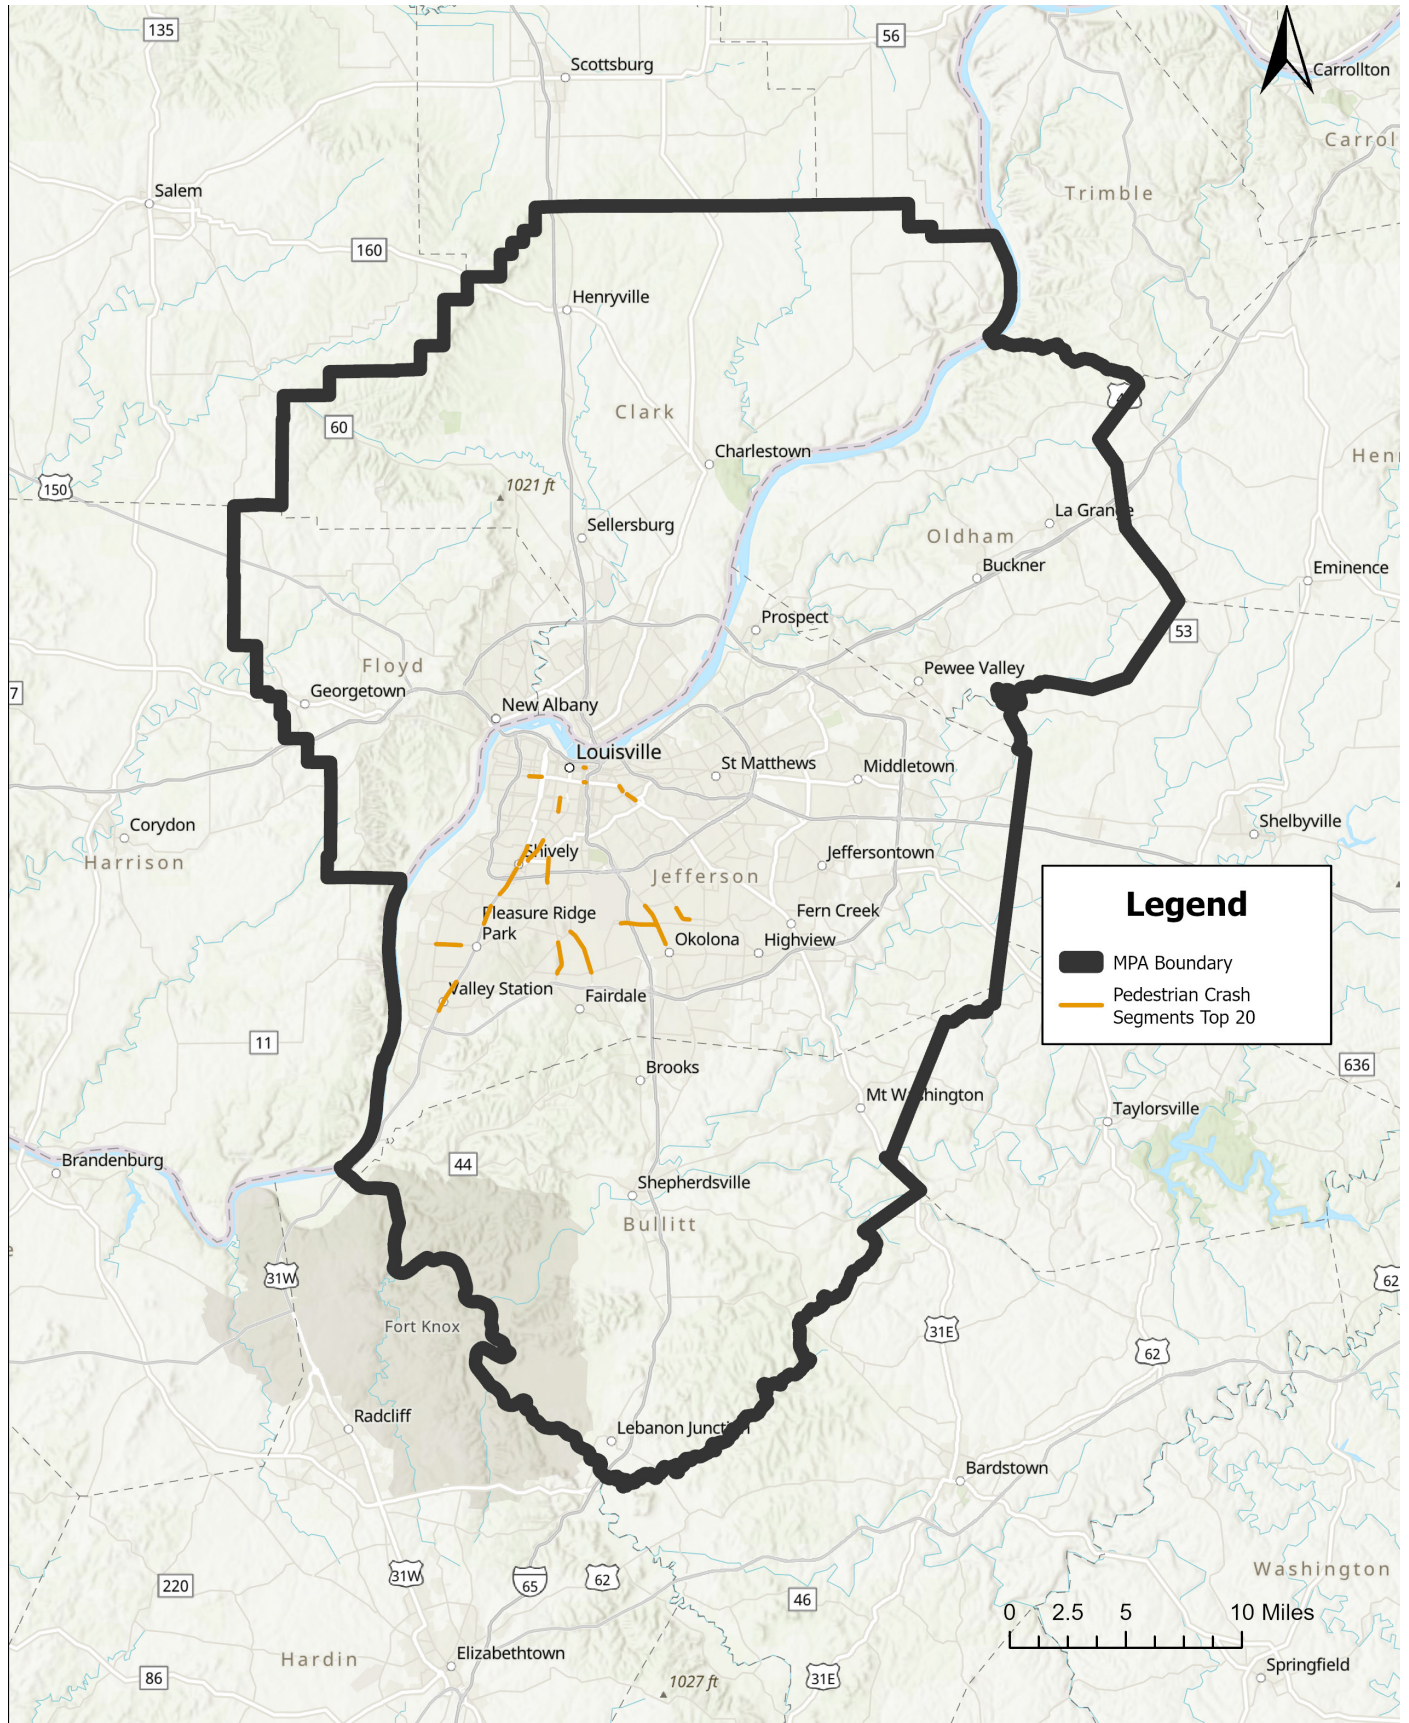 135
56
Scottsburg
Carrollton
Carrol
Salem
Trimble
160
Henryville
Clark
60
Charlestown
Henr
150
1021 ft
La Grange
Sellersburg
Oldham
Buckner
Eminence
Prospect
53
Floyd
Pewee Valley
7
Georgetown
New Albany
Louisville
St Matthews
Middletown
Corydon
Shelbyville
Harrison
Shively
Jeffersontown
Jefferson
Legend
Pleasure Ridge
Park
Fern Creek
Okolona
Highview
MPA Boundary
Valley Station
Fairdale
Pedestrian Crash
Segments Top 20
11
Brooks
636
Mt Washington
Taylorsville
Brandenburg
44
Shepherdsville
Bullitt
e
31W
62
Fort Knox
31E
62
Radcliff
Lebanon Junction
Bardstown
31W
65
62
Washington
220
46
0 2.5 5 10 Miles
Hardin
Elizabethtown
86
1027 ft
31E
Springfield